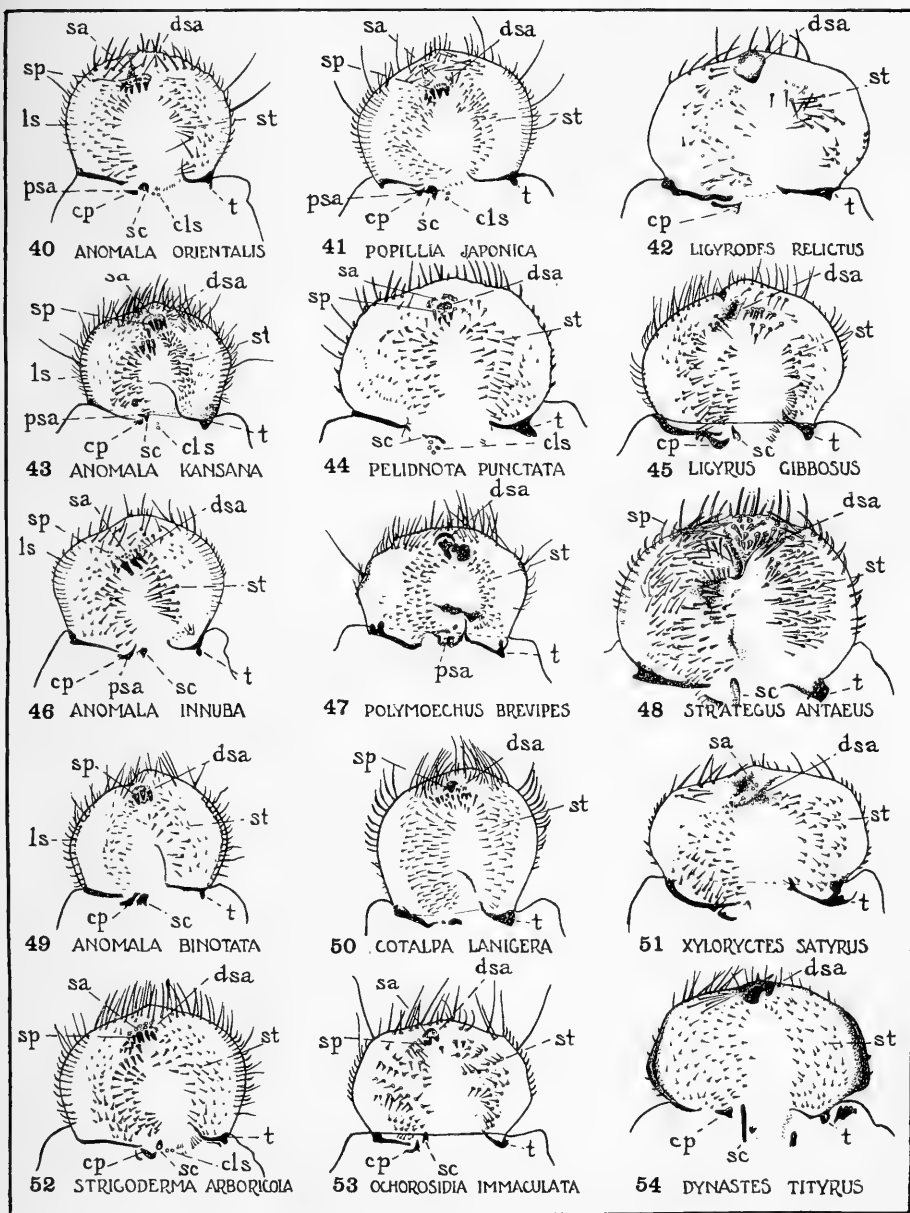 sa dsa
sp
ls st
psa
cp sc cls t
40 ANOMALA ORIENTALIS
sa dsa
sp
st
psa
cp sc cls t
41 POPILLIA JAPONICA
st
cp t
42 LIGYRODES RELICTUS
sa dsa
sp
st
ls
psa
cp sc cls t
43 ANOMALA KANSANA
sa dsa
sp
st
t
sc cls
44 PELIDNOTA PUNCTATA
dsa
st
cp sc t
45 LIGYRUS GIBBOSUS
sa
sp dsa
ls
st
cp psa sc t
46 ANOMALA INNUBA
dsa
st
psa t
47 POLYMOECHUS BREVIPES
sp dsa
st
sc t
48 STRATEGUS ANTAEUS
sp dsa
ls st
cp sc t
49 ANOMALA BINOTATA
sp dsa
st
t
50 COTALPA LANIGERA
sa dsa
st
t
51 XYLORYCTES SATYRUS
sa dsa
sp st
t
cp sc cls
52 STRIGODERMA ARBORICOLA
sa dsa
sp st
cp sc t
53 OCHOROSIDIA IMMACULATA
dsa
st
cp sc t
54 DYNASTES TITYRUS